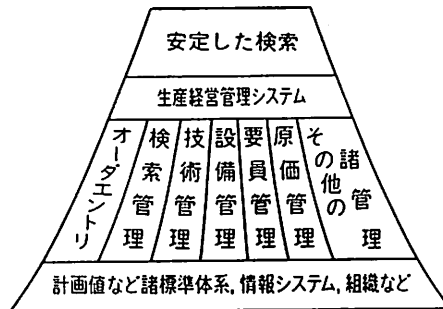 安定した検索
生産経営管理システム
オーダエントリ
検索管理
技術管理
設備管理
要員管理
原価管理
その他の
諸管理
計画値など諸標準体系,情報システム,組織など